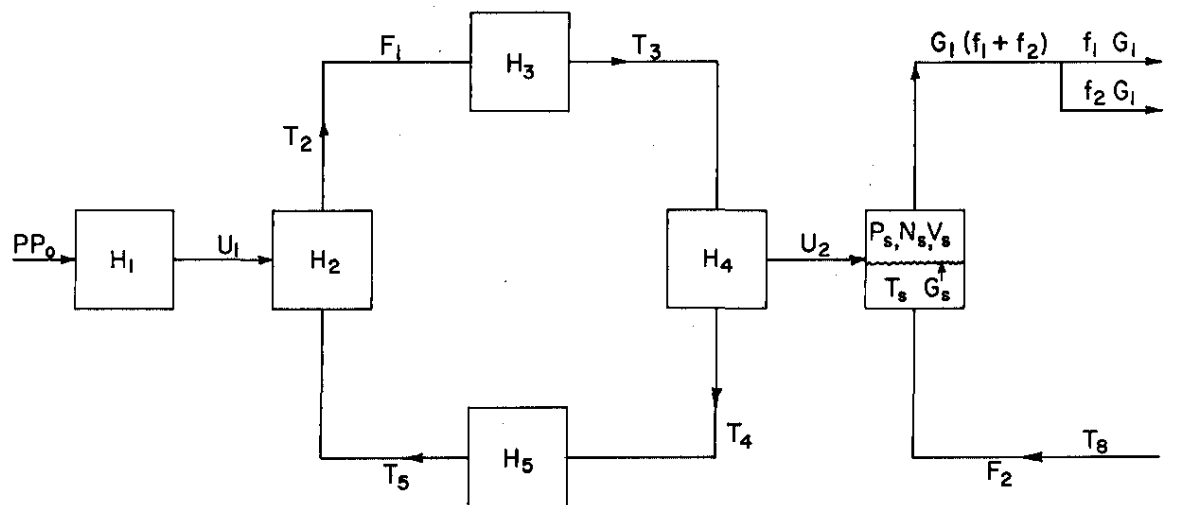 F₁
H₃
T₃
G₁ (f₁ + f₂)
f₁ G₁
f₂ G₁
T₂
PP₀
H₁
U₁
H₂
H₄
U₂
Pₛ, Nₛ, Vₛ
Tₛ Gₛ
T₅
H₅
T₄
F₂
T₈